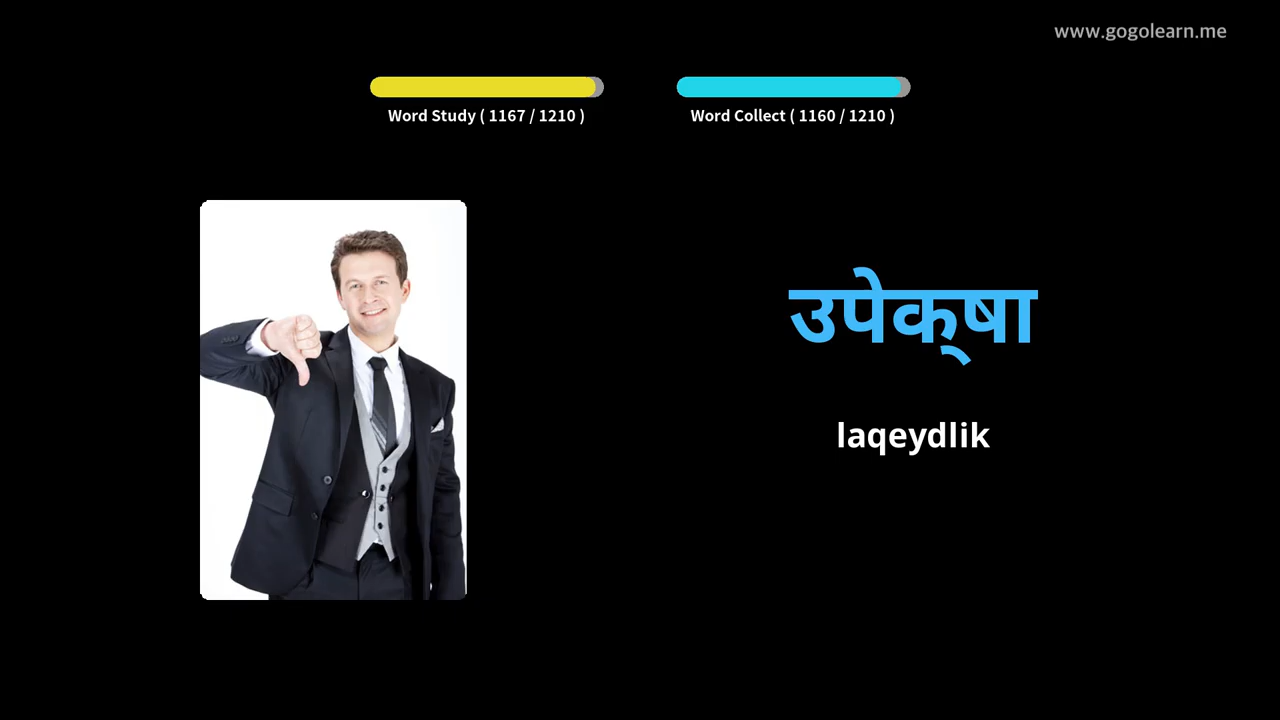 www.gogolearn.me
Word Study ( 1167 / 1210 )
Word Collect ( 1160 / 1210 )
उपेक्षा
laqeydlik